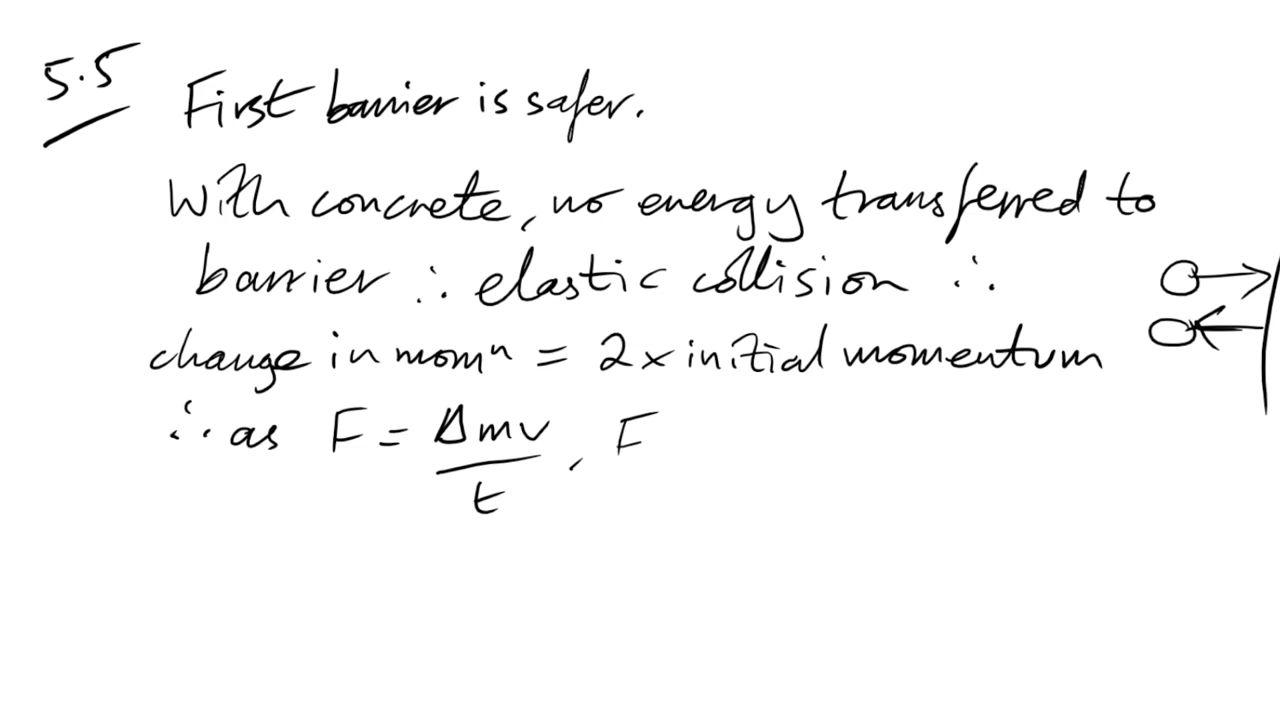 5.5 First barrier is safer.
With concrete, no energy transferred to
barrier ∴ elastic collision ∴
change in momⁿ = 2 x initial momentum
∴ as F = Δmv / t , F